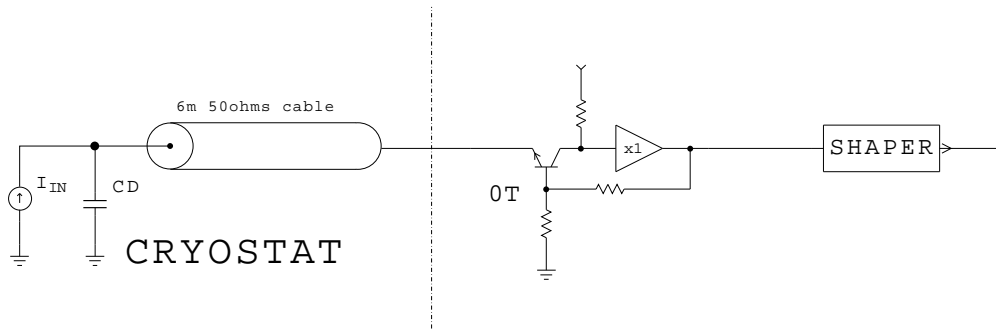 6m 50ohms cable
I_IN
CD
CRYOSTAT
0T
x1
SHAPER